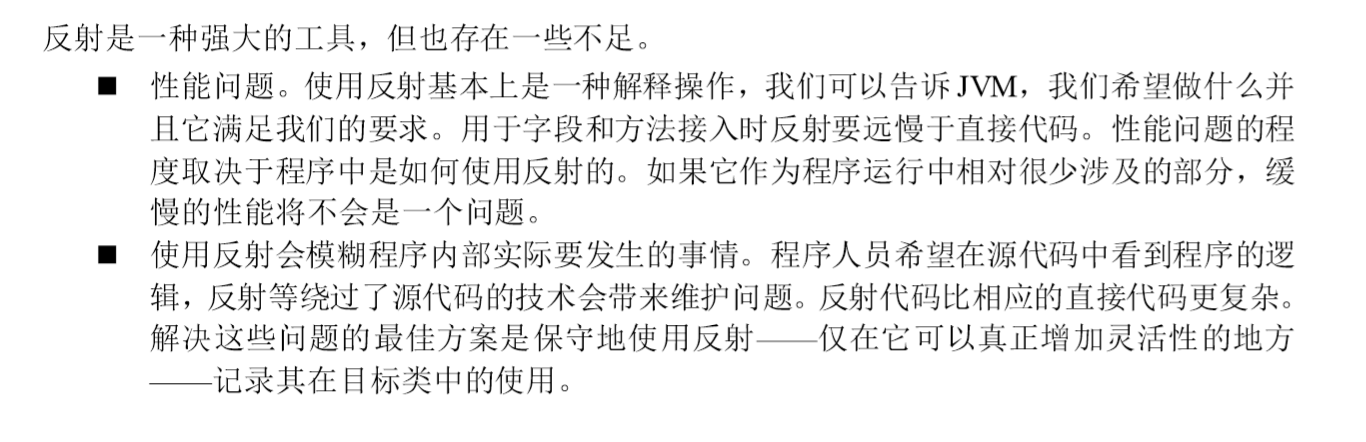 反射是一种强大的工具，但也存在一些不足。
■ 性能问题。使用反射基本上是一种解释操作，我们可以告诉 JVM，我们希望做什么并
且它满足我们的要求。用于字段和方法接入时反射要远慢于直接代码。性能问题的程
度取决于程序中是如何使用反射的。如果它作为程序运行中相对很少涉及的部分，缓
慢的性能将不会是一个问题。
■ 使用反射会模糊程序内部实际要发生的事情。程序人员希望在源代码中看到程序的逻
辑，反射等绕过了源代码的技术会带来维护问题。反射代码比相应的直接代码更复杂。
解决这些问题的最佳方案是保守地使用反射——仅在它可以真正增加灵活性的地方
——记录其在目标类中的使用。